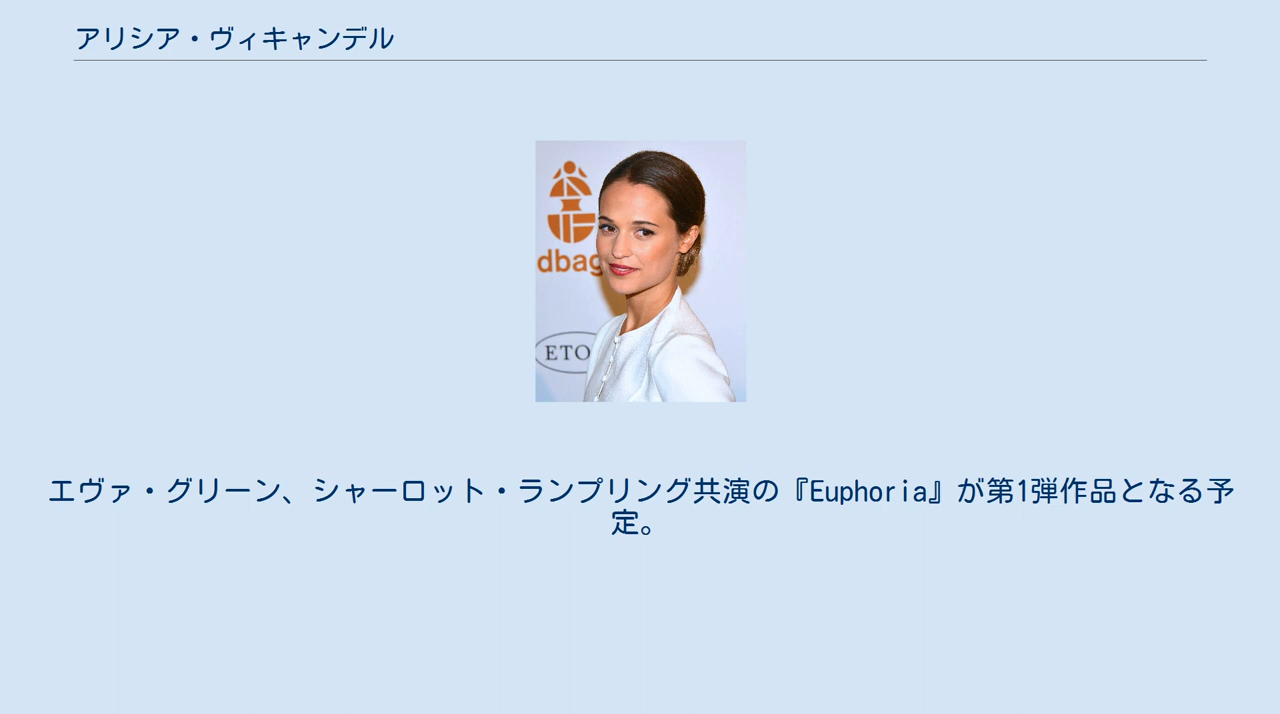 アリシア・ヴィキャンデル
dbag
ETO
エヴァ・グリーン、シャーロット・ランプリング共演の『Euphoria』が第1弾作品となる予
定。